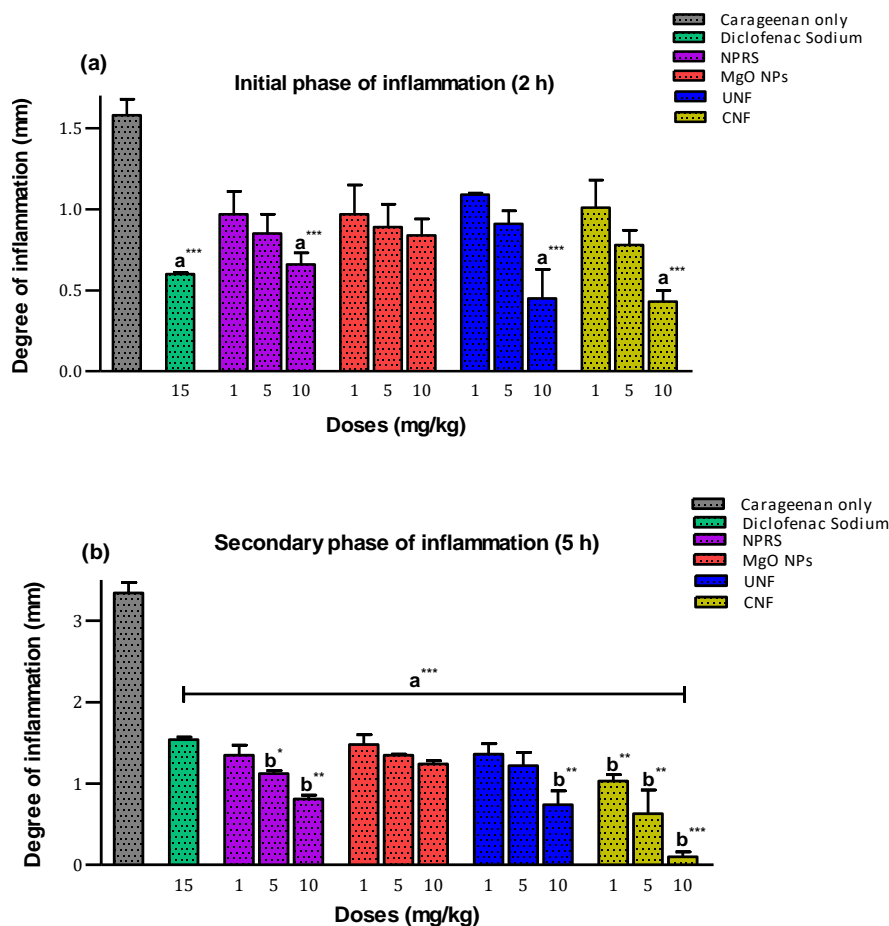 Carageenan only
Diclofenac Sodium
NPRS
MgO NPs
UNF
CNF
(a)
Initial phase of inflammation (2 h)
Degree of inflammation (mm)
1.5
1.0
0.5
0.0
a***
a***
a***
a***
15 1 5 10 1 5 10 1 5 10 1 5 10
Doses (mg/kg)
Carageenan only
Diclofenac Sodium
NPRS
MgO NPs
UNF
CNF
(b)
Secondary phase of inflammation (5 h)
Degree of inflammation (mm)
3
2
1
0
a***
b*
b**
b**
b**
b**
b***
15 1 5 10 1 5 10 1 5 10 1 5 10
Doses (mg/kg)